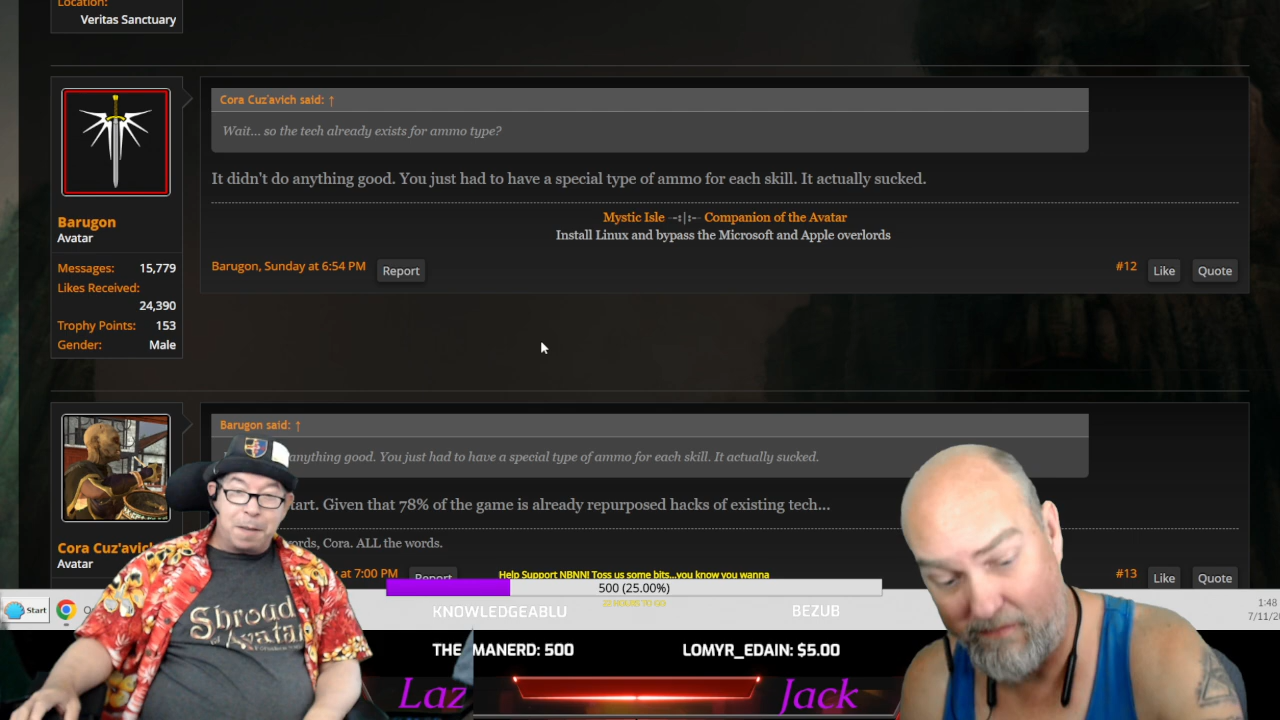 Location:
Veritas Sanctuary
Cora Cuz'avich said: ↑
Wait... so the tech already exists for ammo type?
It didn't do anything good. You just had to have a special type of ammo for each skill. It actually sucked.
Mystic Isle -·:|:·- Companion of the Avatar
Install Linux and bypass the Microsoft and Apple overlords
Barugon
Avatar
Messages: 15,779
Likes Received:
24,390
Trophy Points: 153
Gender: Male
Barugon, Sunday at 6:54 PM Report
#12 Like Quote
Barugon said: ↑
anything good. You just had to have a special type of ammo for each skill. It actually sucked.
tart. Given that 78% of the game is already repurposed hacks of existing tech...
ords, Cora. ALL the words.
Cora Cuz'avich
Avatar
at 7:00 PM Report
#13 Like Quote
Help Support NBNN! Toss us some bits...you know you wanna
500 (25.00%)
Start
KNOWLEDGEABLU BEZUB
1:48
7/11/2
Shroud
Avatar
THE_MANERD: 500 LOMYR_EDAIN: $5.00
Laz Jack